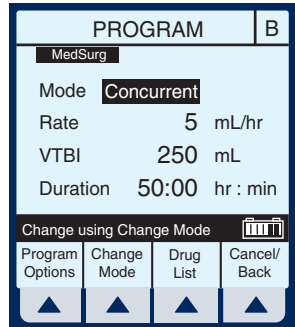 PROGRAM B
MedSurg
Mode Concurrent
Rate 5 mL/hr
VTBI 250 mL
Duration 50:00 hr : min
Change using Change Mode
Program Options
Change Mode
Drug List
Cancel/ Back